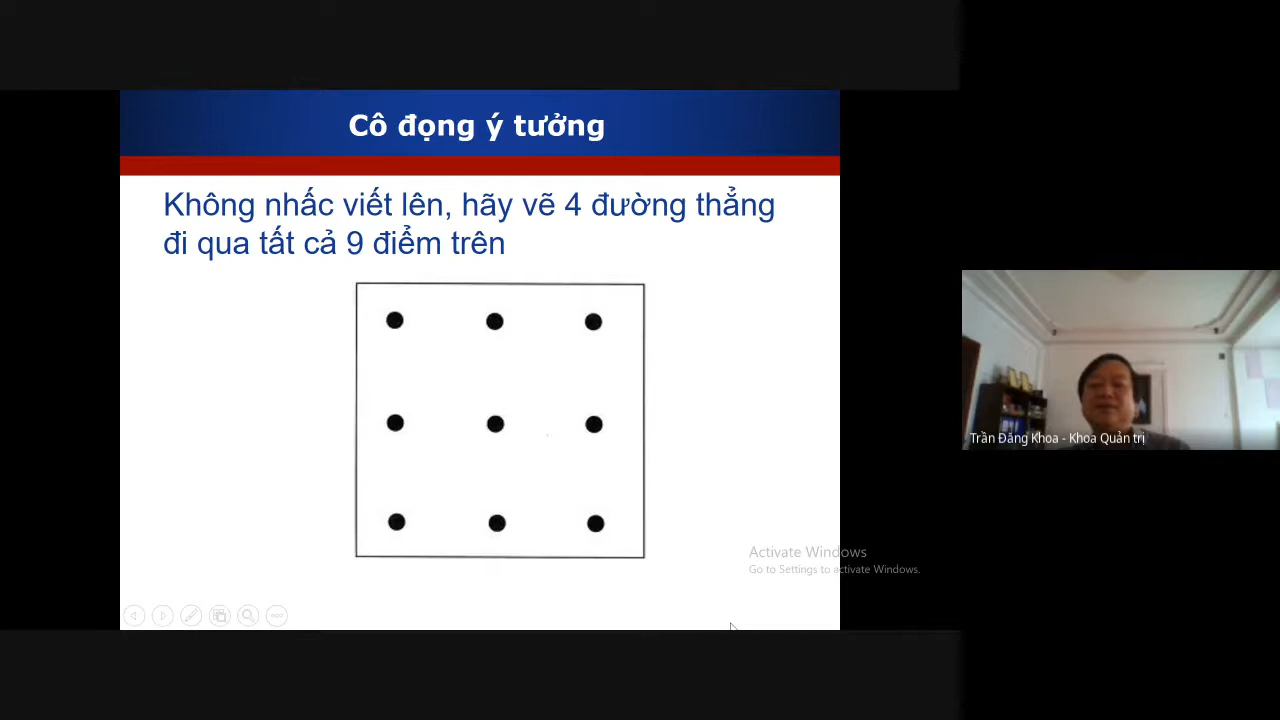 Cô đọng ý tưởng
Không nhấc viết lên, hãy vẽ 4 đường thẳng
đi qua tất cả 9 điểm trên
Trần Đăng Khoa - Khoa Quản trị
Activate Windows
Go to Settings to activate Windows.